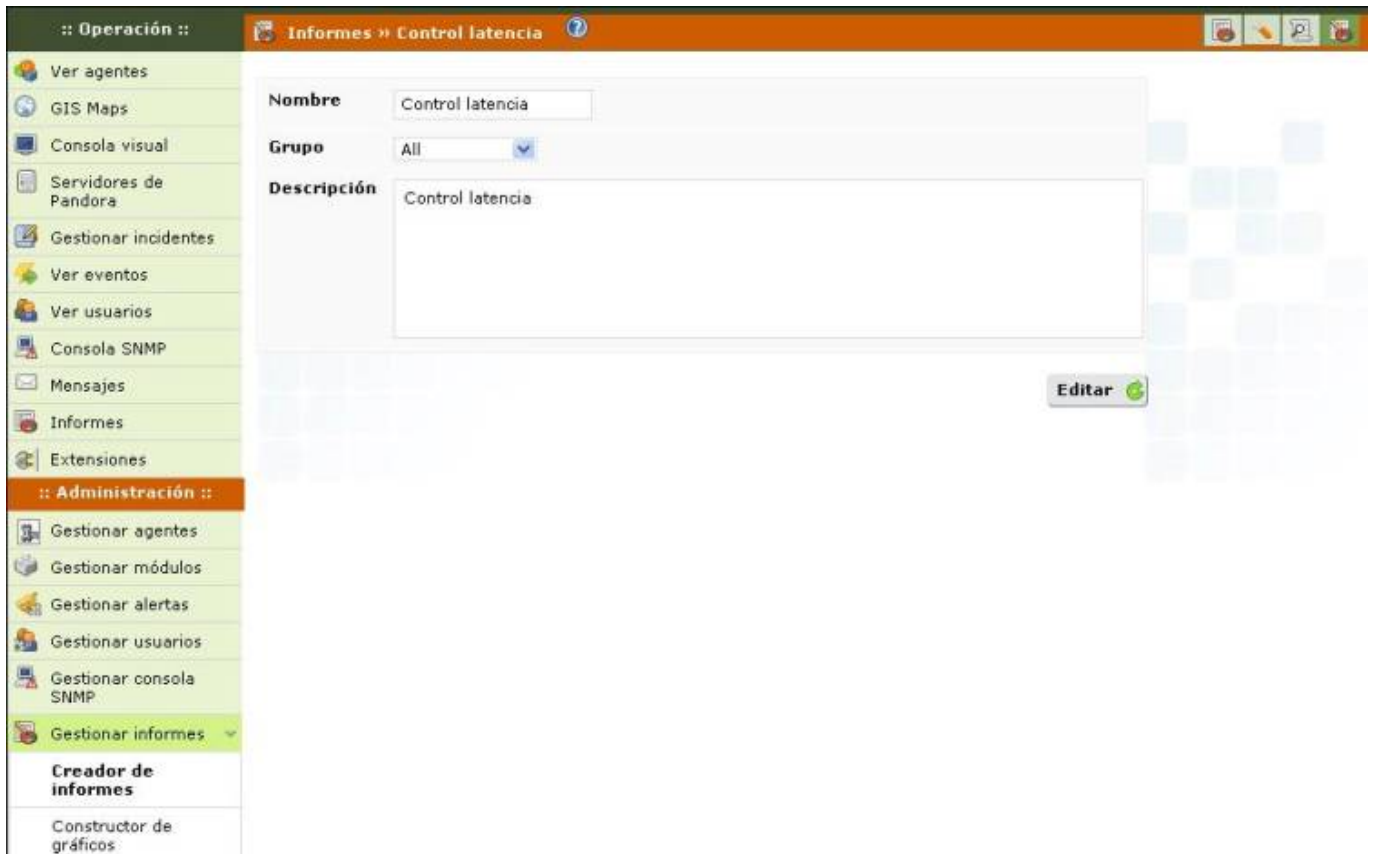 :: Operación ::
Informes » Control latencia
Ver agentes
GIS Maps
Consola visual
Servidores de
Pandora
Gestionar incidentes
Ver eventos
Ver usuarios
Consola SNMP
Mensajes
Informes
Extensiones
:: Administración ::
Gestionar agentes
Gestionar módulos
Gestionar alertas
Gestionar usuarios
Gestionar consola
SNMP
Gestionar informes
Creador de
informes
Constructor de
gráficos
Nombre
Control latencia
Grupo
All
Descripción
Control latencia
Editar